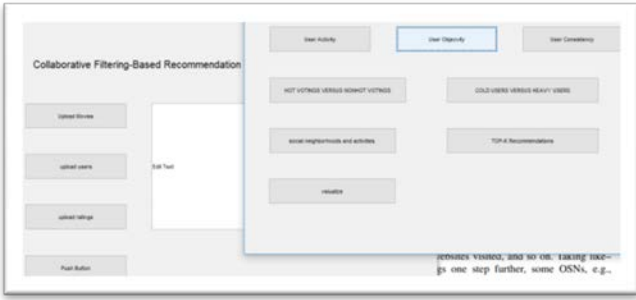 User Activity
User Objectivity
User Consistency
Collaborative Filtering-Based Recommendation
HOT VOTINGS VERSUS NONHOT VOTINGS
COLD USERS VERSUS HEAVY USERS
Upload Movies
social neighborhoods and activities
TOP-K Recommendations
upload users
Edit Text
visualize
upload ratings
Push Button
websites visited, and so on. Taking like–
gs one step further, some OSNs, e.g.,